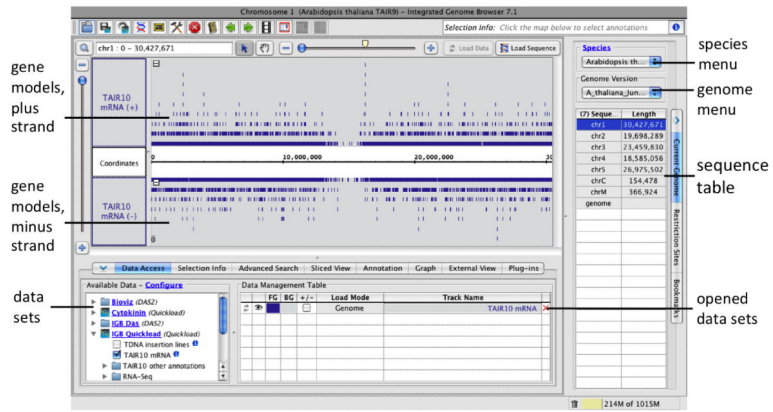 Chromosome 1 (Arabidopsis thaliana TAIR9) - Integrated Genome Browser 7.1
Selection Info: Click the map below to select annotations
chr1 : 0 - 30,427,671
Load Data
Load Sequence
Species
Arabidopsis th...
Genome Version
A_thaliana_Jun...
species
menu
genome
menu
gene
models,
plus
strand
TAIR10
mRNA (+)
Coordinates
0
10,000,000
20,000,000
30
gene
models,
minus
strand
TAIR10
mRNA (-)
0
(7) Seque...
Length
chr1 30,427,671
chr2 19,698,289
chr3 23,459,830
chr4 18,585,056
chr5 26,975,502
chrC 154,478
chrM 366,924
genome
Current Genome
Restriction Sites
Bookmarks
sequence
table
Data Access
Selection Info
Advanced Search
Sliced View
Annotation
Graph
External View
Plug-ins
data
sets
Available Data - Configure
Bioviz (DAS2)
Cytokinin (Quickload)
IGB Das (DAS2)
IGB Quickload (Quickload)
TDNA insertion lines
TAIR10 mRNA
TAIR10 other annotations
RNA-Seq
Data Management Table
FG BG +/- Load Mode Track Name
Genome TAIR10 mRNA
opened
data sets
214M of 1015M